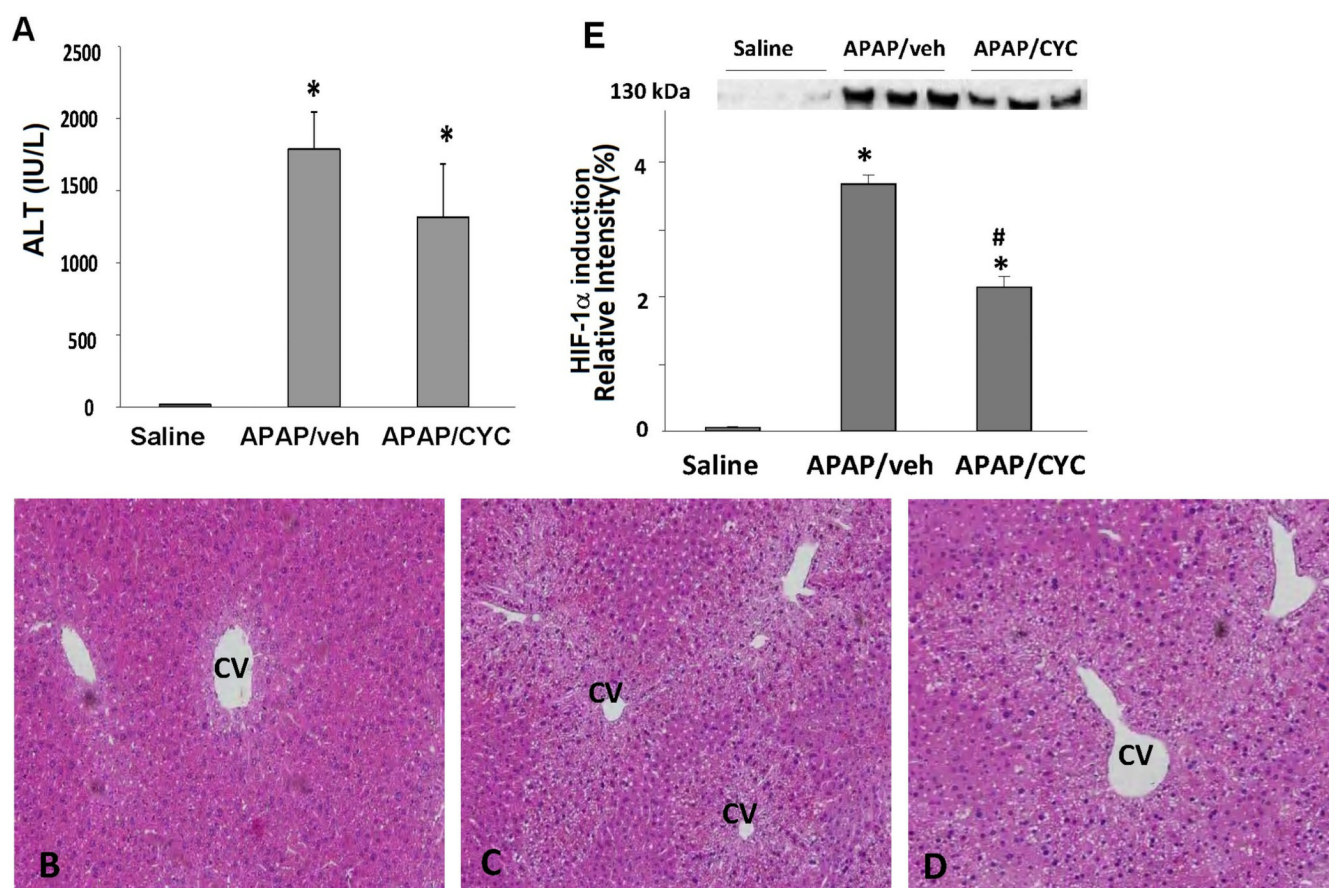 A
2500
2000
1500
1000
500
0
ALT (IU/L)
*
*
Saline APAP/veh APAP/CYC
E
Saline APAP/veh APAP/CYC
130 kDa
4
2
0
HIF-1α induction
Relative Intensity(%)
*
#
*
Saline APAP/veh APAP/CYC
CV
B
CV
CV
C
CV
D